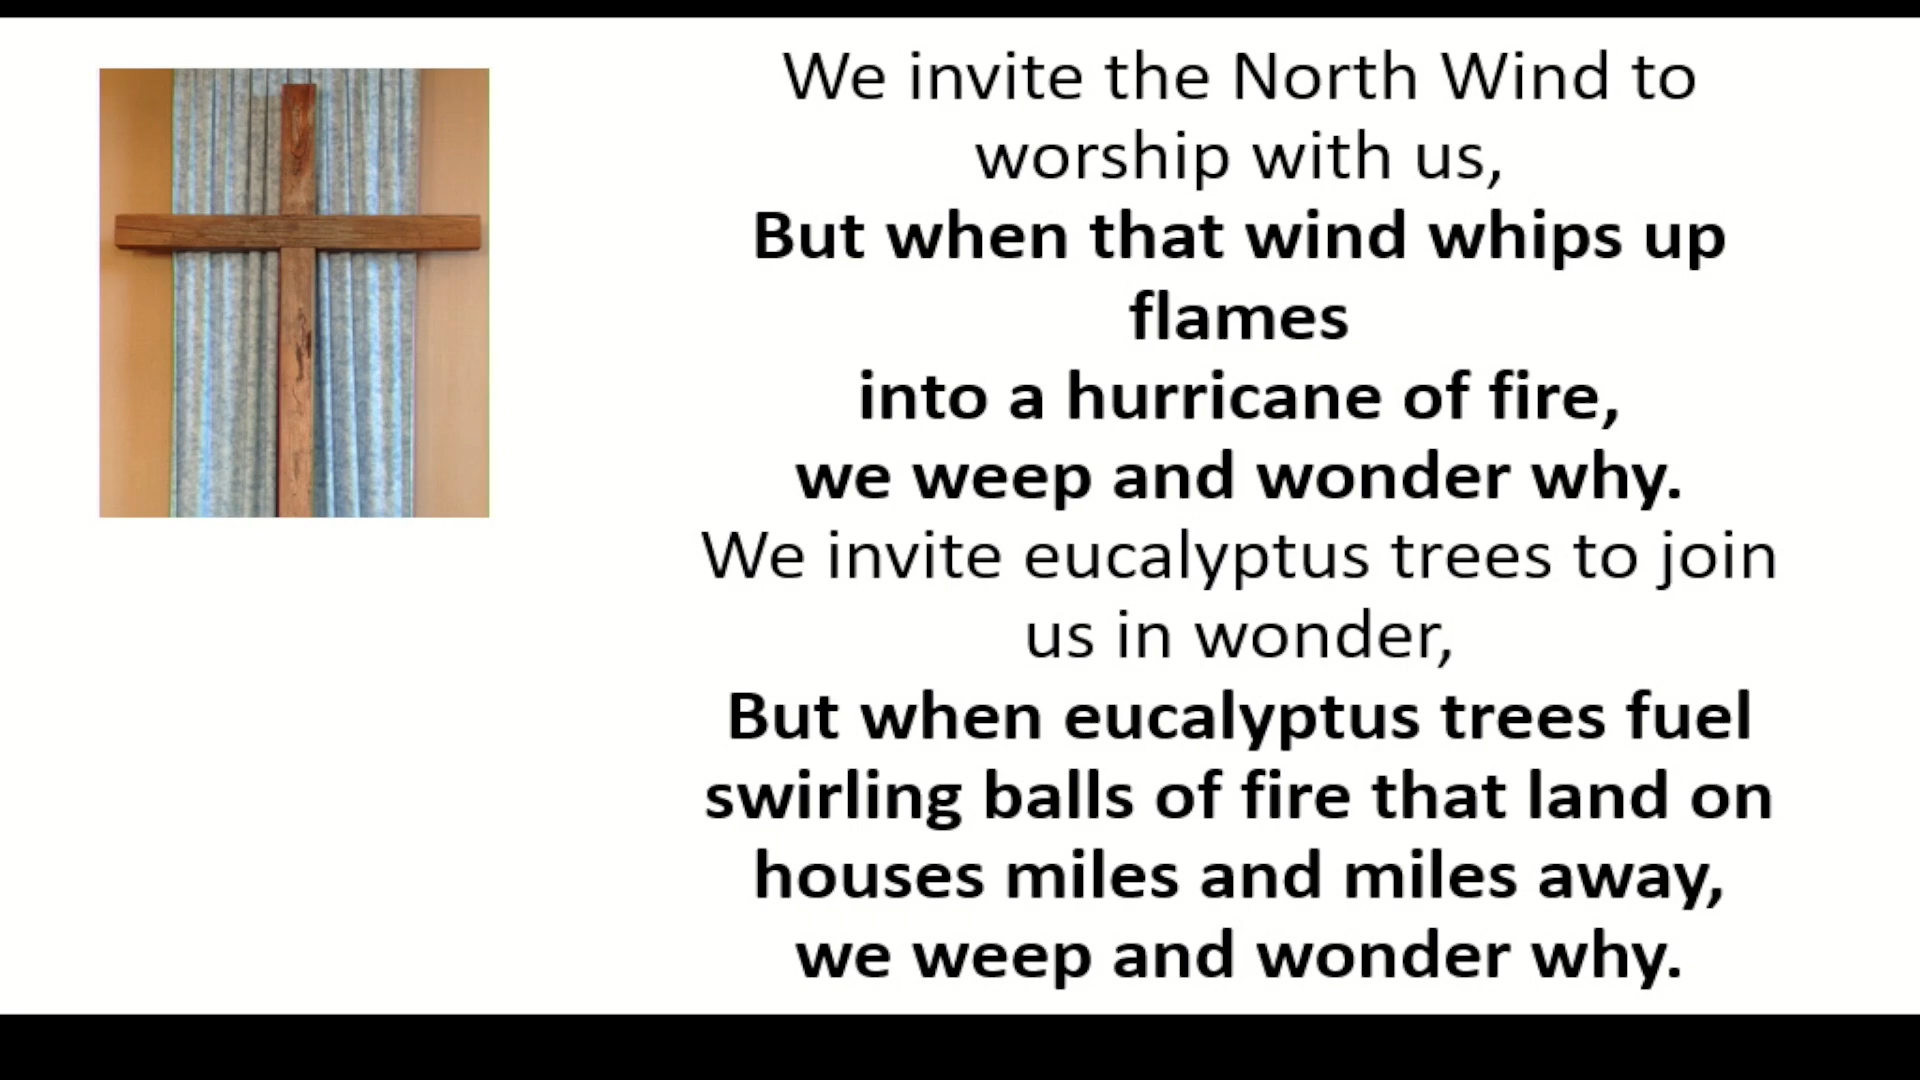 We invite the North Wind to
worship with us,
But when that wind whips up
flames
into a hurricane of fire,
we weep and wonder why.
We invite eucalyptus trees to join
us in wonder,
But when eucalyptus trees fuel
swirling balls of fire that land on
houses miles and miles away,
we weep and wonder why.